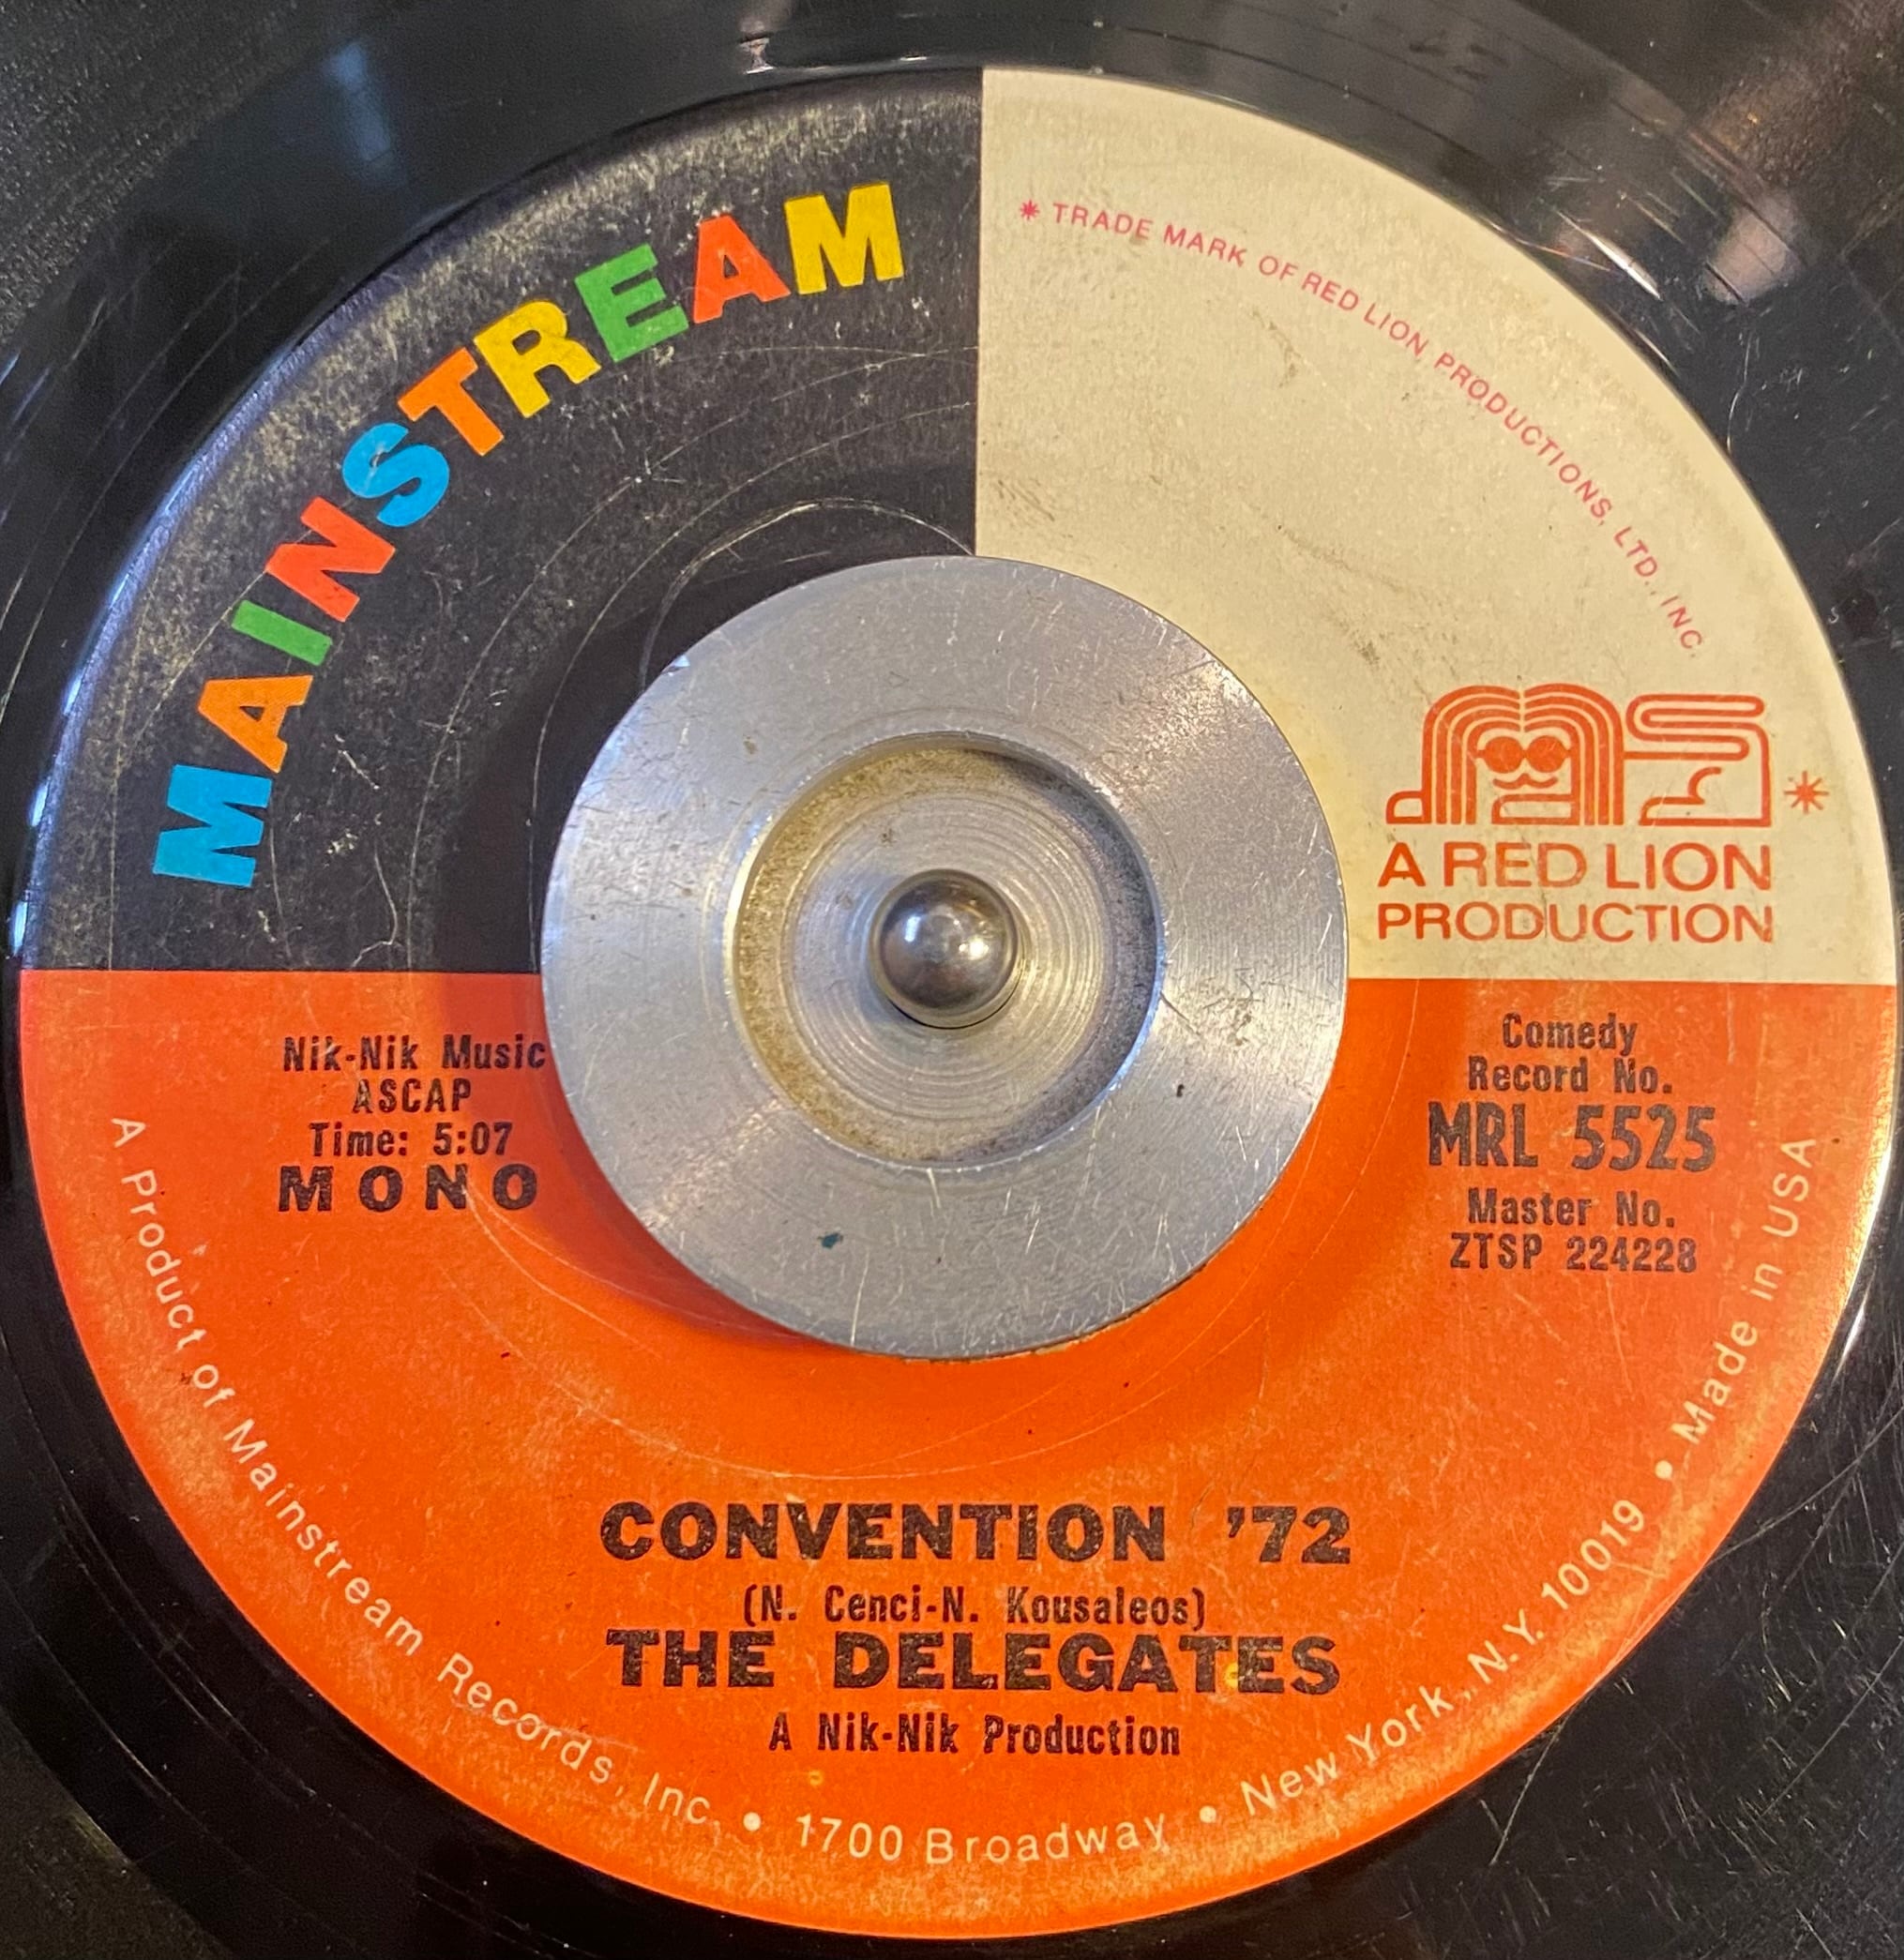 MAINSTREAM
* TRADE MARK OF RED LION PRODUCTIONS, LTD., INC.
*
A RED LION
PRODUCTION
Nik-Nik Music
ASCAP
Time: 5:07
MONO
Comedy
Record No.
MRL 5525
Master No.
ZTSP 224228
CONVENTION '72
(N. Cenci-N. Kousaleos)
THE DELEGATES
A Nik-Nik Production
A Product of Mainstream Records, Inc. • 1700 Broadway • New York, N.Y. 10019 • Made in USA